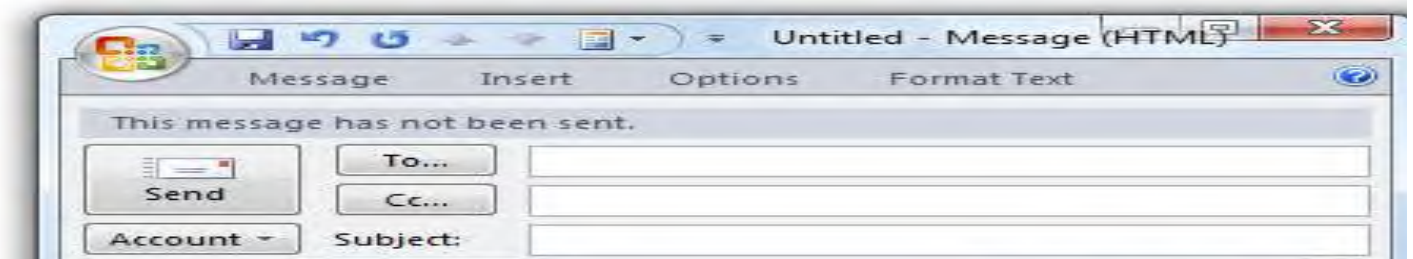 Untitled - Message (HTML)
Message Insert Options Format Text
This message has not been sent.
Send
To...
Cc...
Account
Subject: